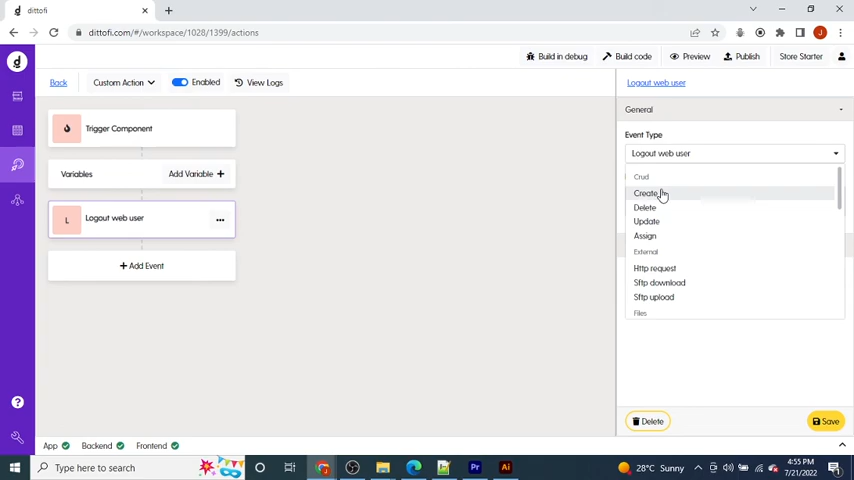 dittofi
dittofi.com/#/workspace/1028/1399/actions
Build in debug
Build code
Preview
Publish
Store Starter
Back
Custom Action
Enabled
View Logs
Logout web user
Trigger Component
General
Event Type
Variables
Add Variable +
Logout web user
Crud
Create
L
Logout web user
Delete
Update
Assign
+ Add Event
External
Http request
Sftp download
Sftp upload
Files
Delete
Save
App
Backend
Frontend
Type here to search
28°C Sunny
4:55 PM
7/21/2022